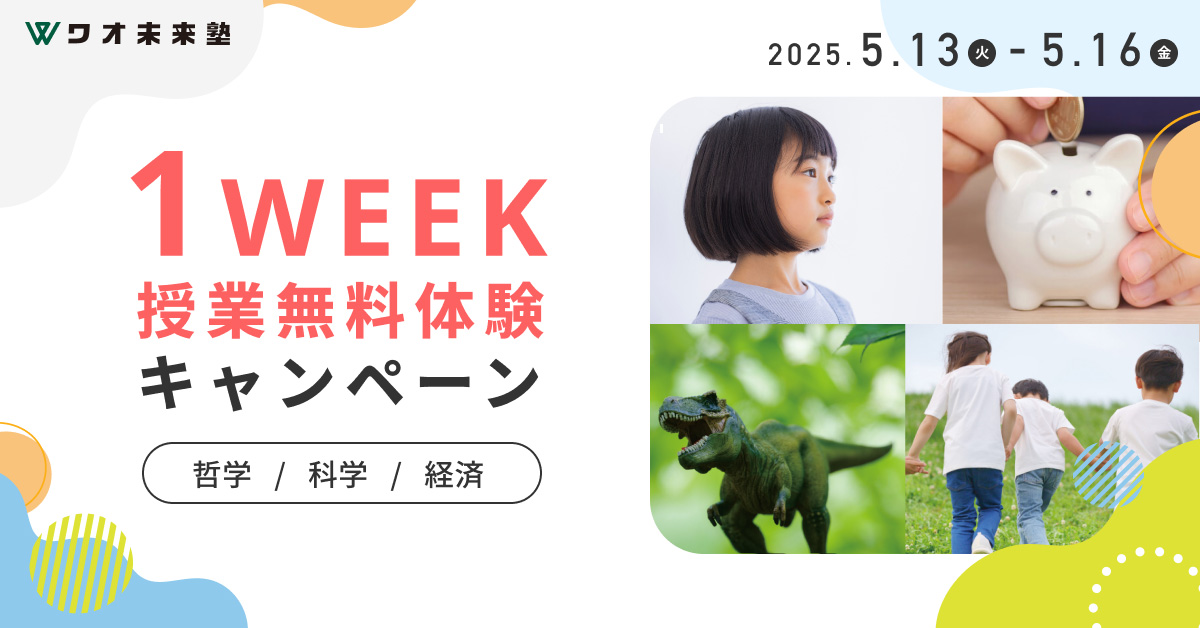 ワオ未来塾
2025.5.13火-5.16金
1WEEK
授業無料体験
キャンペーン
哲学 / 科学 / 経済